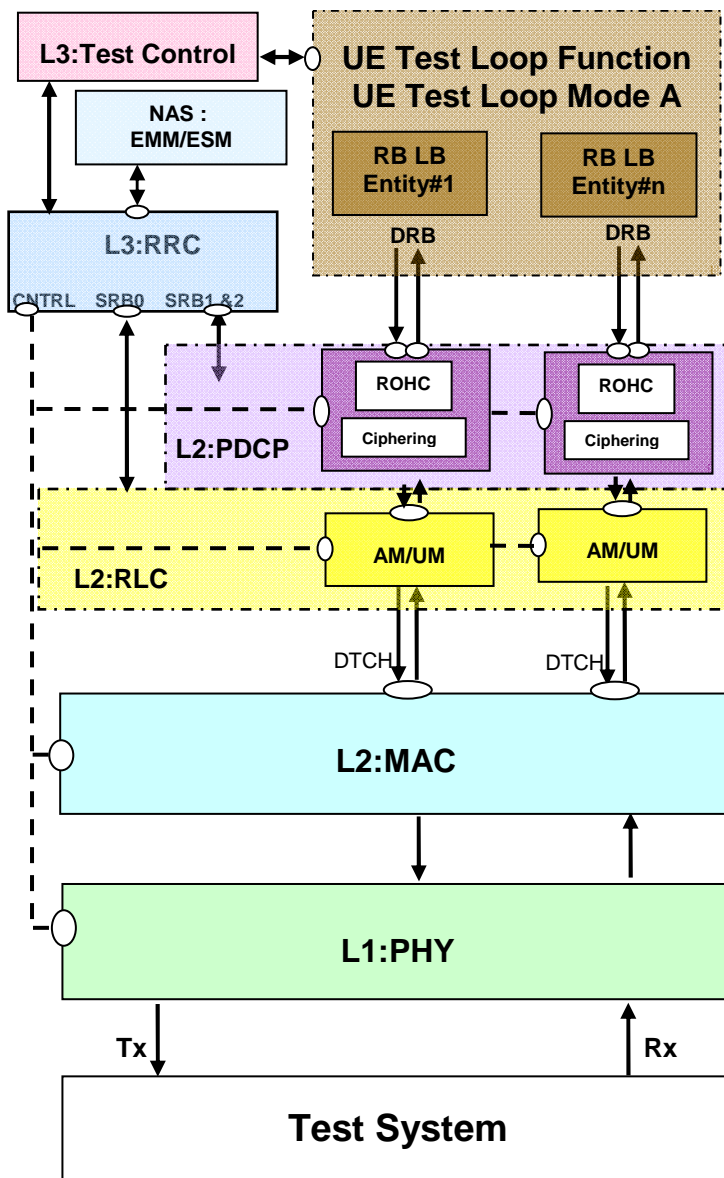 L3:Test Control
UE Test Loop Function
UE Test Loop Mode A
NAS :
EMM/ESM
RB LB
Entity#1
RB LB
Entity#n
DRB
DRB
L3:RRC
CNTRL SRB0 SRB1 &2
ROHC
Ciphering
ROHC
Ciphering
L2:PDCP
AM/UM
AM/UM
L2:RLC
DTCH
DTCH
L2:MAC
L1:PHY
Tx
Rx
Test System